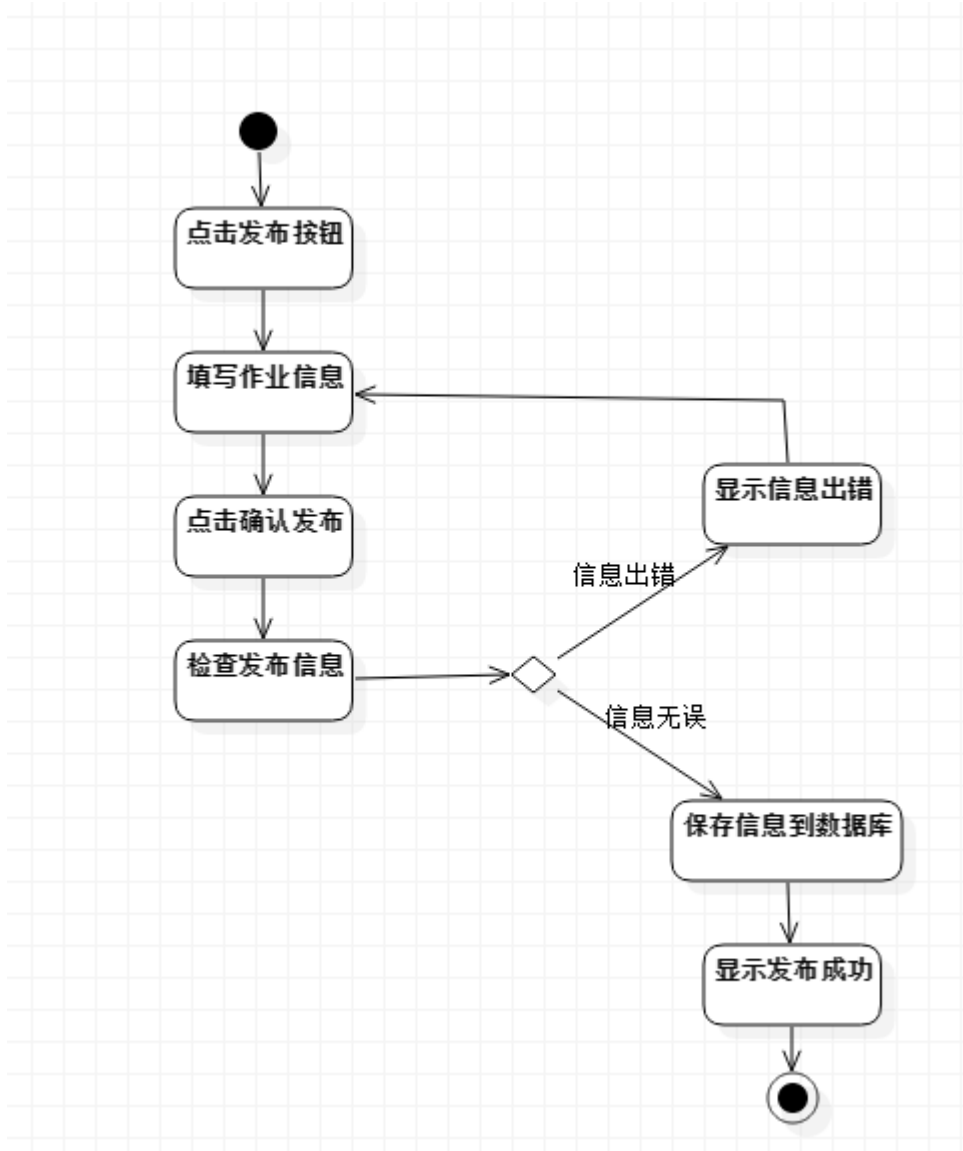 点击发布按钮
填写作业信息
点击确认发布
检查发布信息
信息出错
显示信息出错
信息无误
保存信息到数据库
显示发布成功